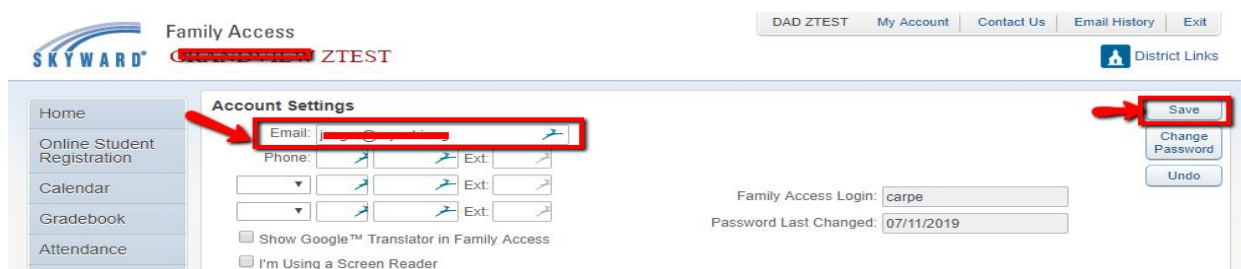 DAD ZTEST My Account Contact Us Email History Exit
Family Access
SKYWARD®
ZTEST
District Links
Home
Online Student
Registration
Calendar
Gradebook
Attendance
Account Settings
Email:
Phone: Ext:
Ext:
Ext:
Show Google™ Translator in Family Access
I'm Using a Screen Reader
Family Access Login: carpe
Password Last Changed: 07/11/2019
Save
Change
Password
Undo